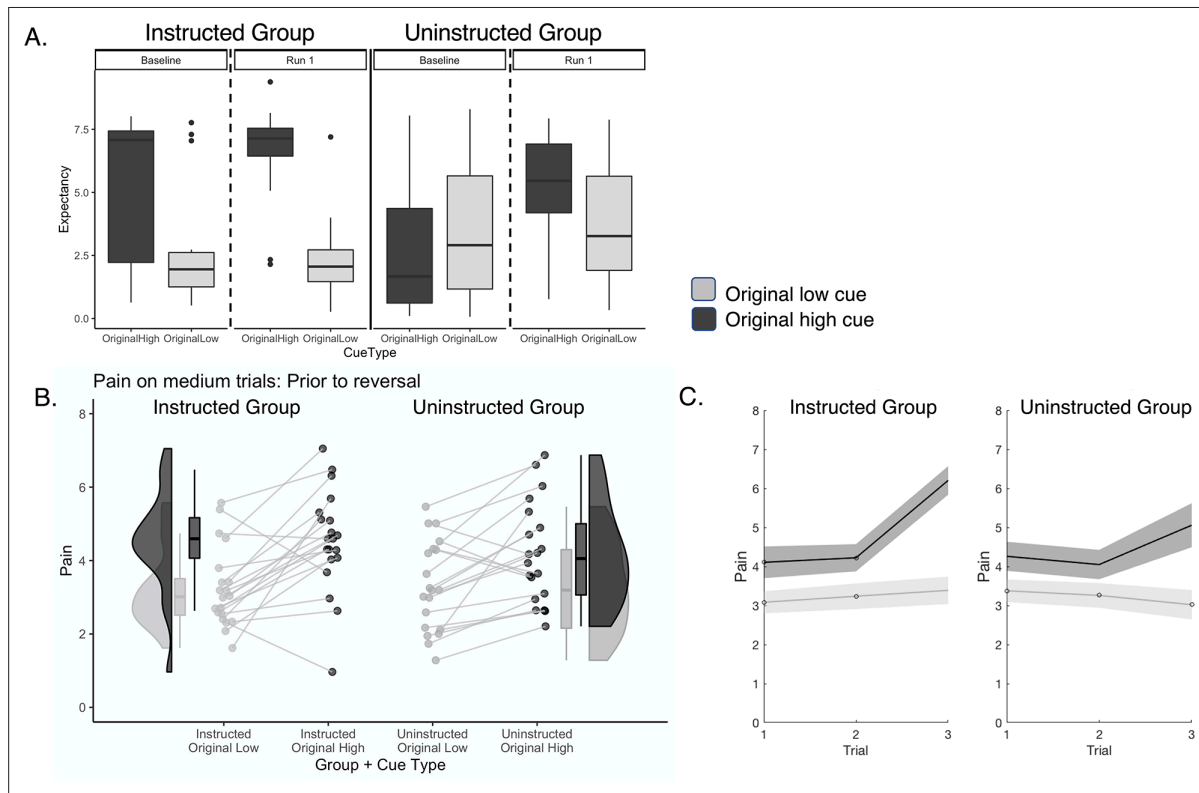 A.
Instructed Group
Uninstructed Group
Baseline
Run 1
Baseline
Run 1
Expectancy
7.5
5.0
2.5
0.0
OriginalHigh OriginalLow
OriginalHigh OriginalLow
OriginalHigh OriginalLow
OriginalHigh OriginalLow
CueType
Original low cue
Original high cue
B.
Pain on medium trials: Prior to reversal
Instructed Group
Uninstructed Group
Pain
8
6
4
2
0
Instructed
Original Low
Instructed
Original High
Uninstructed
Original Low
Uninstructed
Original High
Group + Cue Type
C.
Instructed Group
Pain
8
7
6
5
4
3
2
1
0
1
2
3
Trial
Uninstructed Group
Pain
8
7
6
5
4
3
2
1
0
1
2
3
Trial